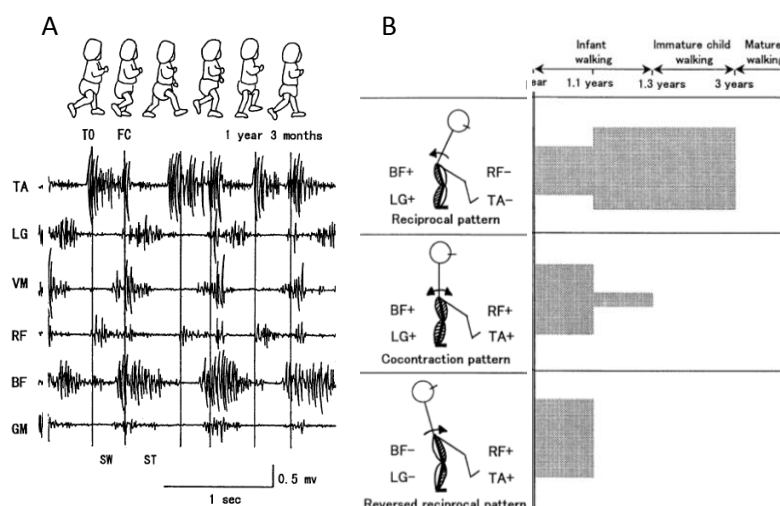 A
TO FC 1 year 3 months
TA
LG
VM
RF
BF
GM
SW ST
0.5 mv
1 sec
B
Infant walking
Immature child walking
Mature
walking
ear 1.1 years 1.3 years 3 years
BF+ RF-
LG+ TA-
Reciprocal pattern
BF+ RF+
LG+ TA+
Cocontraction pattern
BF- RF+
LG- TA+
Reversed reciprocal pattern